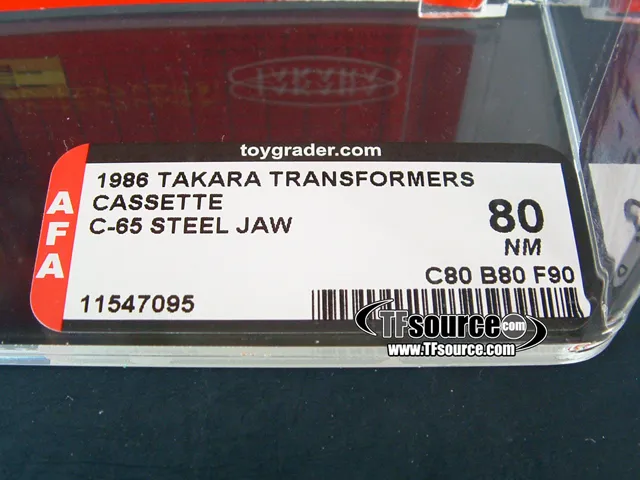 TAKARA
toygrader.com
AFA
1986 TAKARA TRANSFORMERS
CASSETTE
C-65 STEEL JAW
80
NM
C80 B80 F90
11547095
TFsource.com
www.TFsource.com